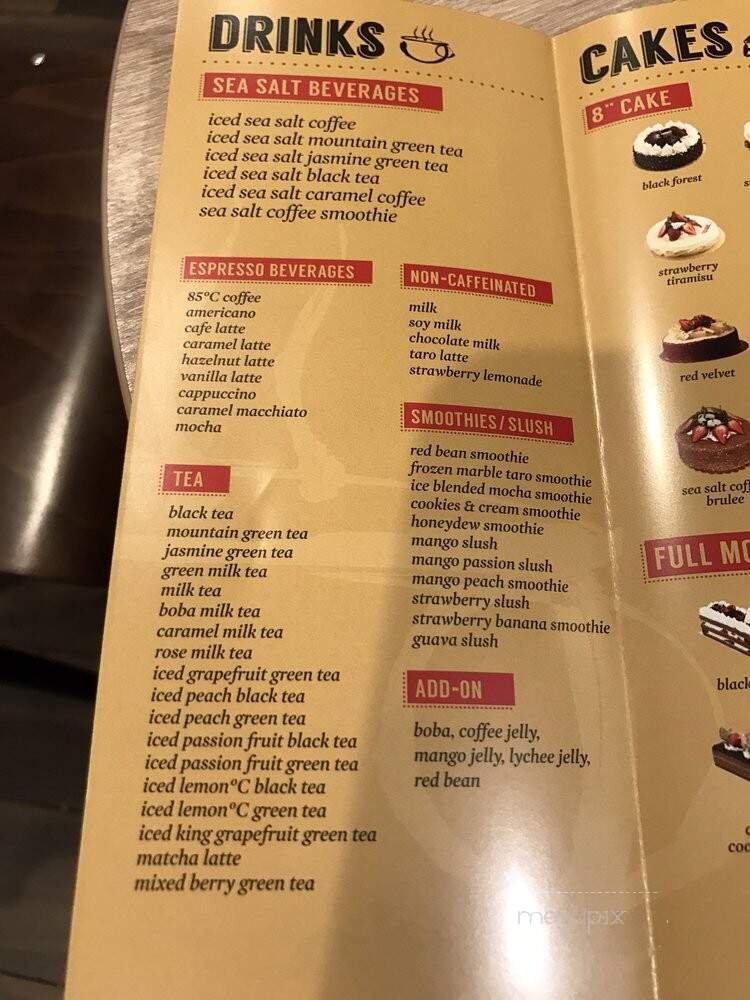 DRINKS
SEA SALT BEVERAGES
iced sea salt coffee
iced sea salt mountain green tea
iced sea salt jasmine green tea
iced sea salt black tea
iced sea salt caramel coffee
sea salt coffee smoothie
ESPRESSO BEVERAGES
85°C coffee
americano
cafe latte
caramel latte
hazelnut latte
vanilla latte
cappuccino
caramel macchiato
mocha
TEA
black tea
mountain green tea
jasmine green tea
green milk tea
milk tea
boba milk tea
caramel milk tea
rose milk tea
iced grapefruit green tea
iced peach black tea
iced peach green tea
iced passion fruit black tea
iced passion fruit green tea
iced lemon°C black tea
iced lemon°C green tea
iced king grapefruit green tea
matcha latte
mixed berry green tea
NON-CAFFEINATED
milk
soy milk
chocolate milk
taro latte
strawberry lemonade
SMOOTHIES/SLUSH
red bean smoothie
frozen marble taro smoothie
ice blended mocha smoothie
cookies & cream smoothie
honeydew smoothie
mango slush
mango passion slush
mango peach smoothie
strawberry slush
strawberry banana smoothie
guava slush
ADD-ON
boba, coffee jelly,
mango jelly, lychee jelly,
red bean
CAKES
8" CAKE
black forest
strawberry
tiramisu
red velvet
sea salt coff
brulee
FULL MO
black
coo
menupix